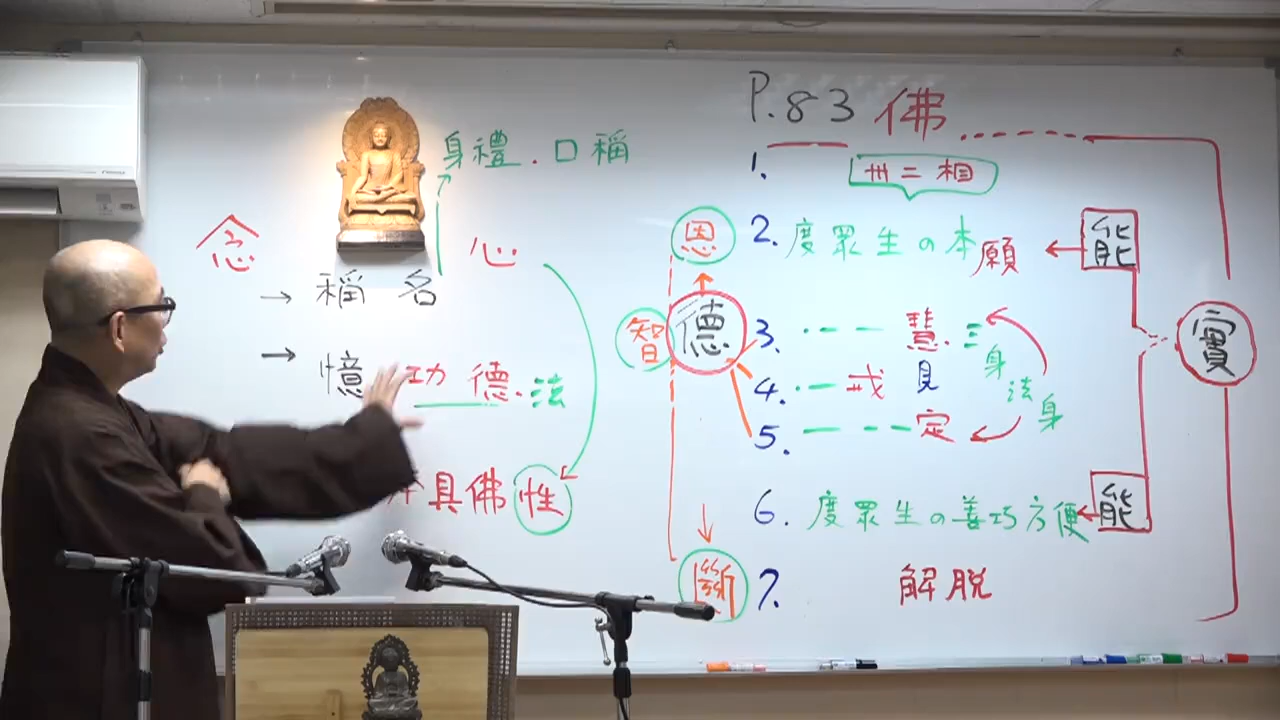 P.83 佛
身禮.口稱
念
心
→ 稱名
→ 憶 功德.法
具佛性
1. 卅二相
恩
2. 度眾生の本願
能
智
德
3. 慧.三身
4. 戒
5. 定
法身
實
6. 度眾生の善巧方便
能
斷
7. 解脫